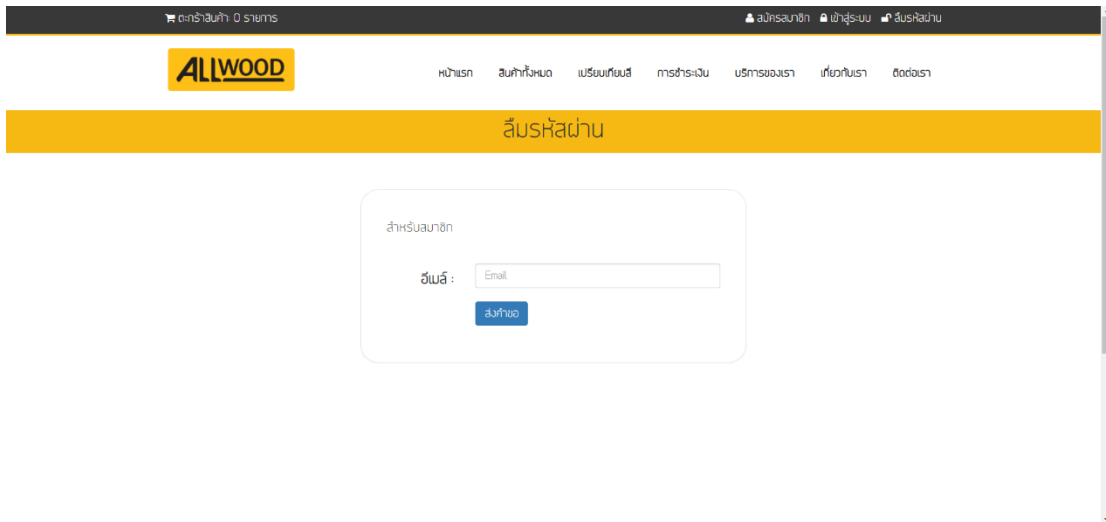 ตะกร้าสินค้า: 0 รายการ สมัครสมาชิก เข้าสู่ระบบ ลืมรหัสผ่าน
ALLWOOD หน้าแรก สินค้าทั้งหมด เปรียบเทียบสี การชำระเงิน บริการของเรา เกี่ยวกับเรา ติดต่อเรา
ลืมรหัสผ่าน
สำหรับสมาชิก
อีเมล์ : Email
ส่งคำขอ